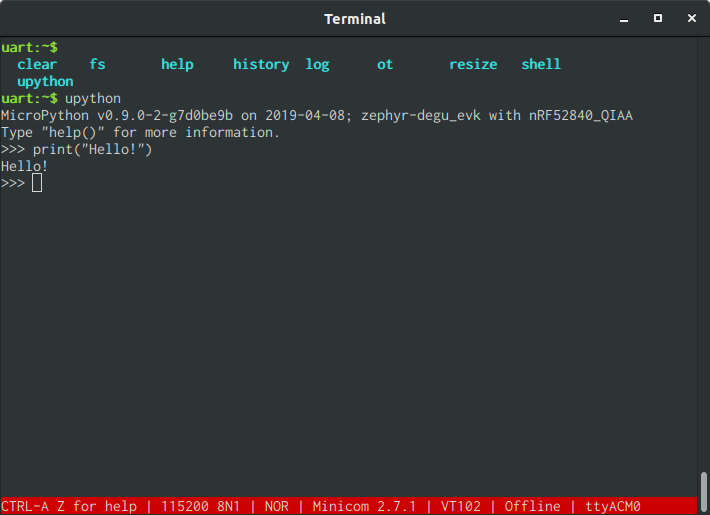 Terminal
uart:~$
clear fs help history log ot resize shell
upython
uart:~$ upython
MicroPython v0.9.0-2-g7d0be9b on 2019-04-08; zephyr-degu_evk with nRF52840_QIAA
Type "help()" for more information.
>>> print("Hello!")
Hello!
>>>
CTRL-A Z for help | 115200 8N1 | NOR | Minicom 2.7.1 | VT102 | Offline | ttyACM0